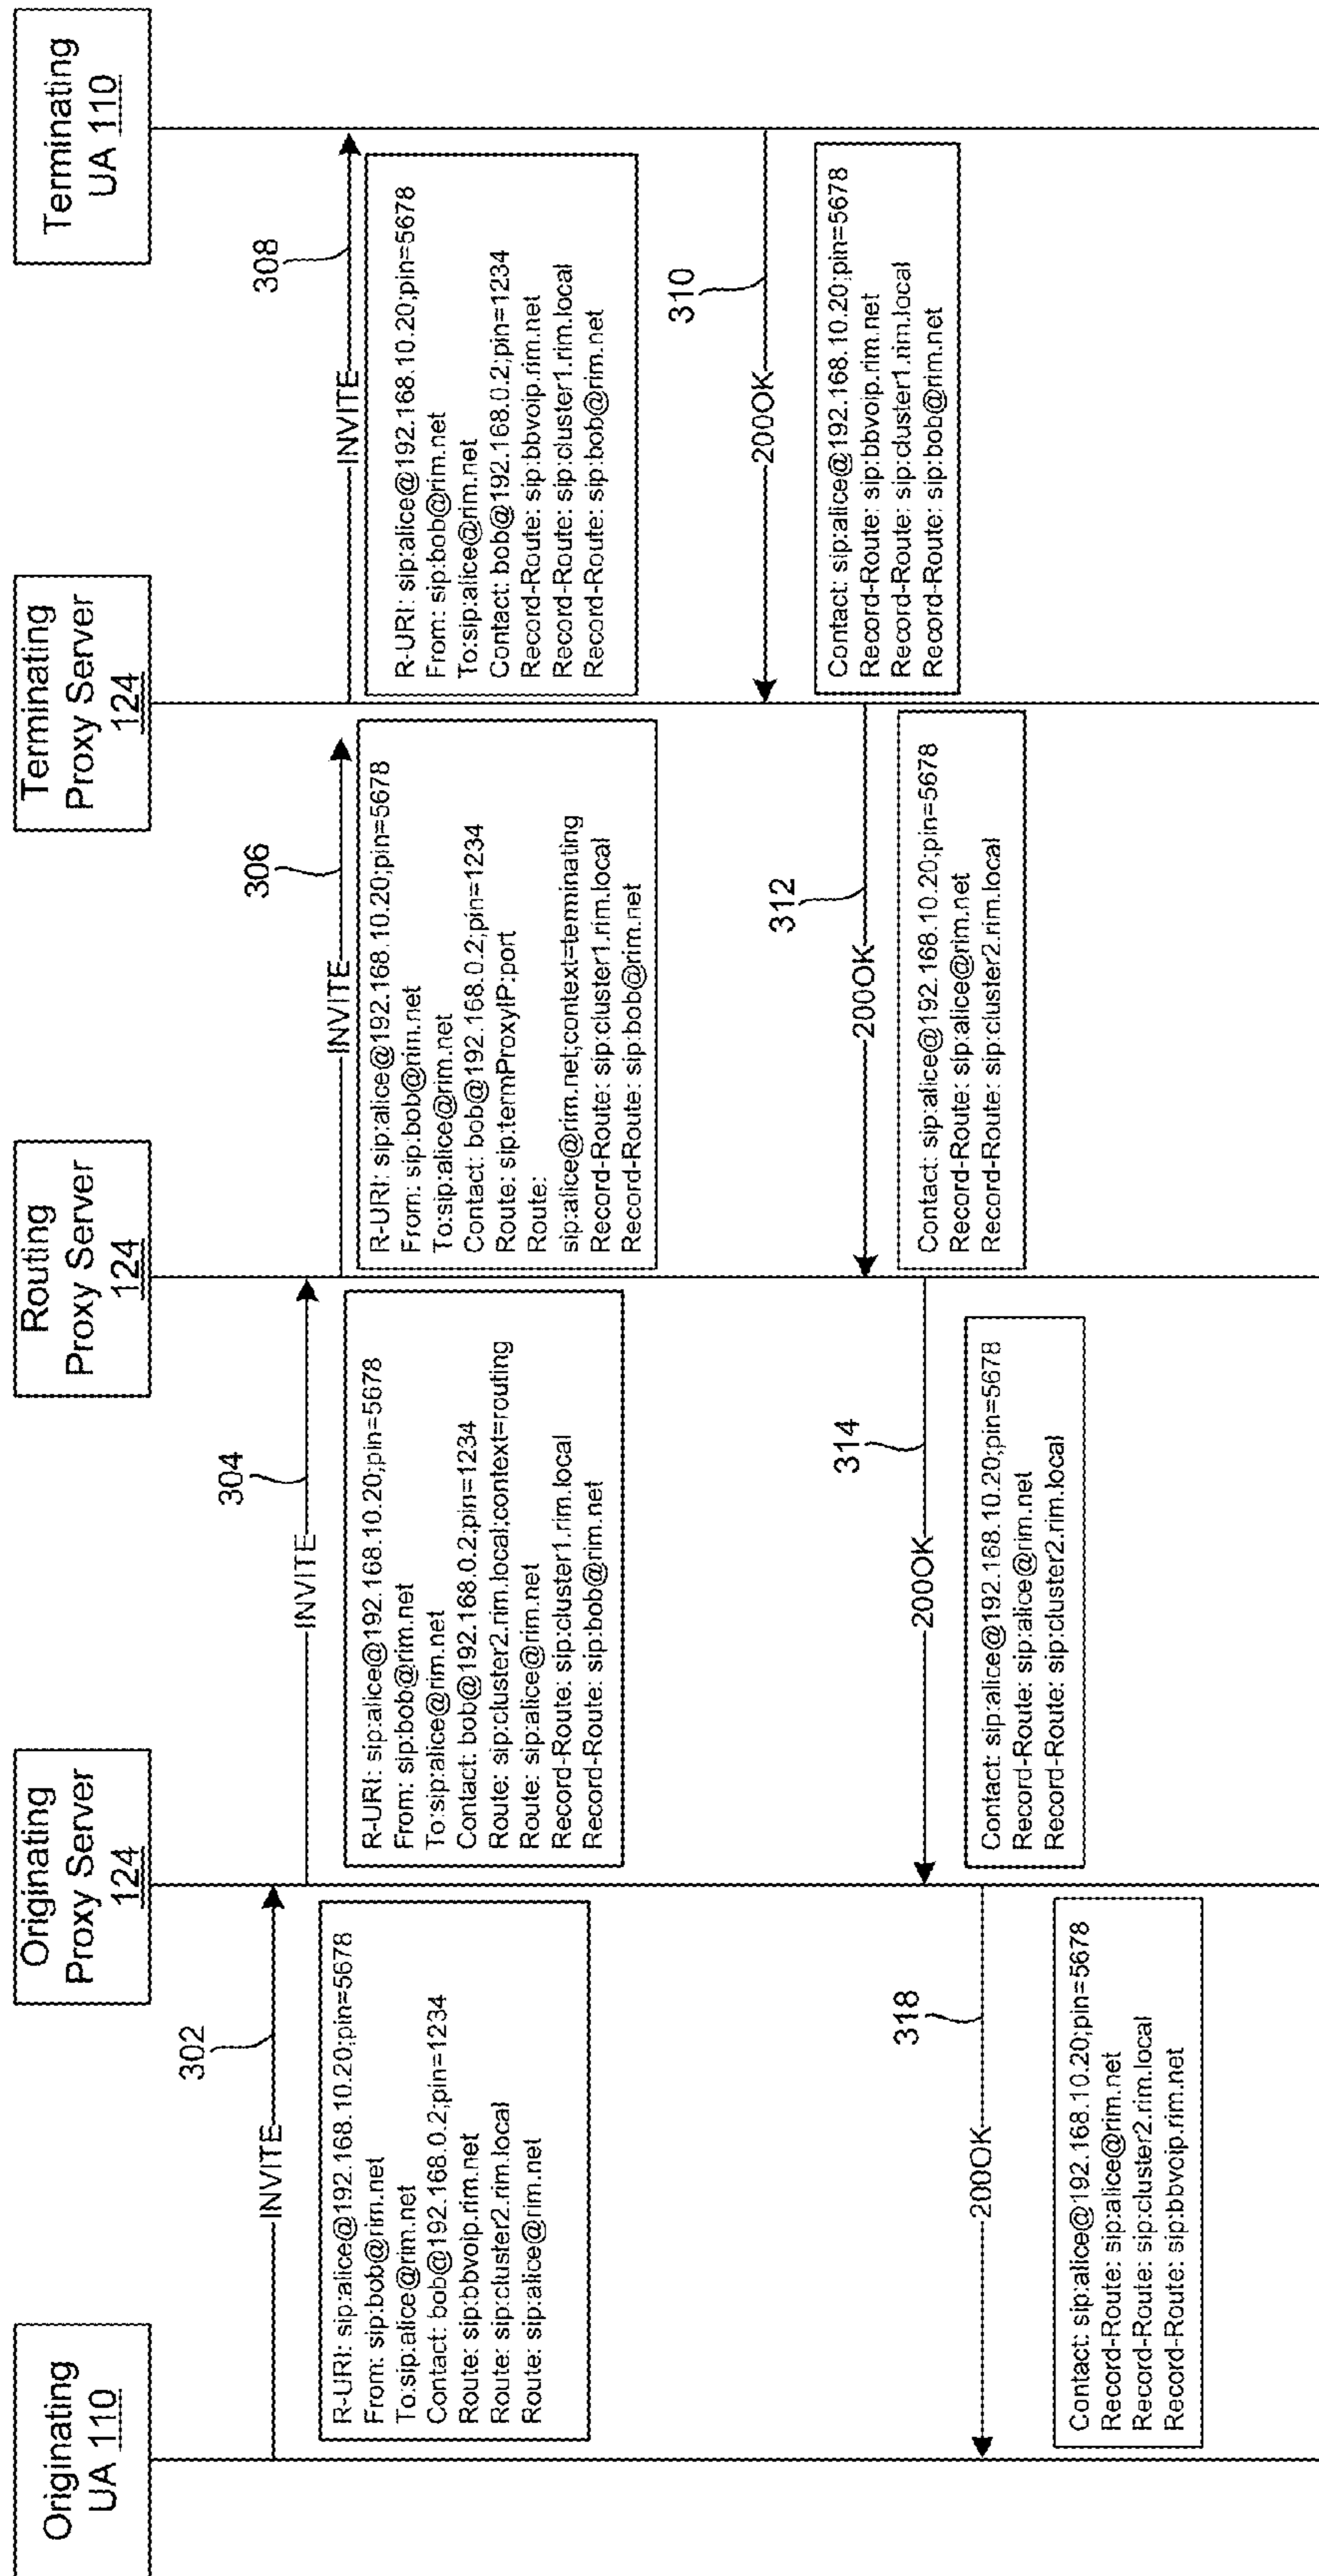 Originating
UA 110
Originating
Proxy Server
124
Routing
Proxy Server
124
Terminating
Proxy Server
124
Terminating
UA 110
302
INVITE
R-URI: sip:alice@192.168.10.20;pin=5678
From: sip:bob@rim.net
To:sip:alice@rim.net
Contact: bob@192.168.0.2;pin=1234
Route: sip:bbvoip.rim.net
Route: sip:cluster2.rim.local
Route: sip:alice@rim.net
304
INVITE
R-URI: sip:alice@192.168.10.20;pin=5678
From: sip:bob@rim.net
To:sip:alice@rim.net
Contact: bob@192.168.0.2;pin=1234
Route: sip:cluster2.rim.local;context=routing
Route: sip:alice@rim.net
Record-Route: sip:cluster1.rim.local
Record-Route: sip:bob@rim.net
306
INVITE
R-URI: sip:alice@192.168.10.20;pin=5678
From: sip:bob@rim.net
To:sip:alice@rim.net
Contact: bob@192.168.0.2;pin=1234
Route: sip:termProxyIP:port
Route:
sip:alice@rim.net;context=terminating
Record-Route: sip:cluster1.rim.local
Record-Route: sip:bob@rim.net
308
INVITE
R-URI: sip:alice@192.168.10.20;pin=5678
From: sip:bob@rim.net
To:sip:alice@rim.net
Contact: bob@192.168.0.2;pin=1234
Record-Route: sip:bbvoip.rim.net
Record-Route: sip:cluster1.rim.local
Record-Route: sip:bob@rim.net
310
200OK
Contact: sip:alice@192.168.10.20;pin=5678
Record-Route: sip:bbvoip.rim.net
Record-Route: sip:cluster1.rim.local
Record-Route: sip:bob@rim.net
312
200OK
Contact: sip:alice@192.168.10.20;pin=5678
Record-Route: sip:alice@rim.net
Record-Route: sip:cluster2.rim.local
314
200OK
Contact: sip:alice@192.168.10.20;pin=5678
Record-Route: sip:alice@rim.net
Record-Route: sip:cluster2.rim.local
318
200OK
Contact: sip:alice@192.168.10.20;pin=5678
Record-Route: sip:alice@rim.net
Record-Route: sip:cluster2.rim.local
Record-Route: sip:bbvoip.rim.net